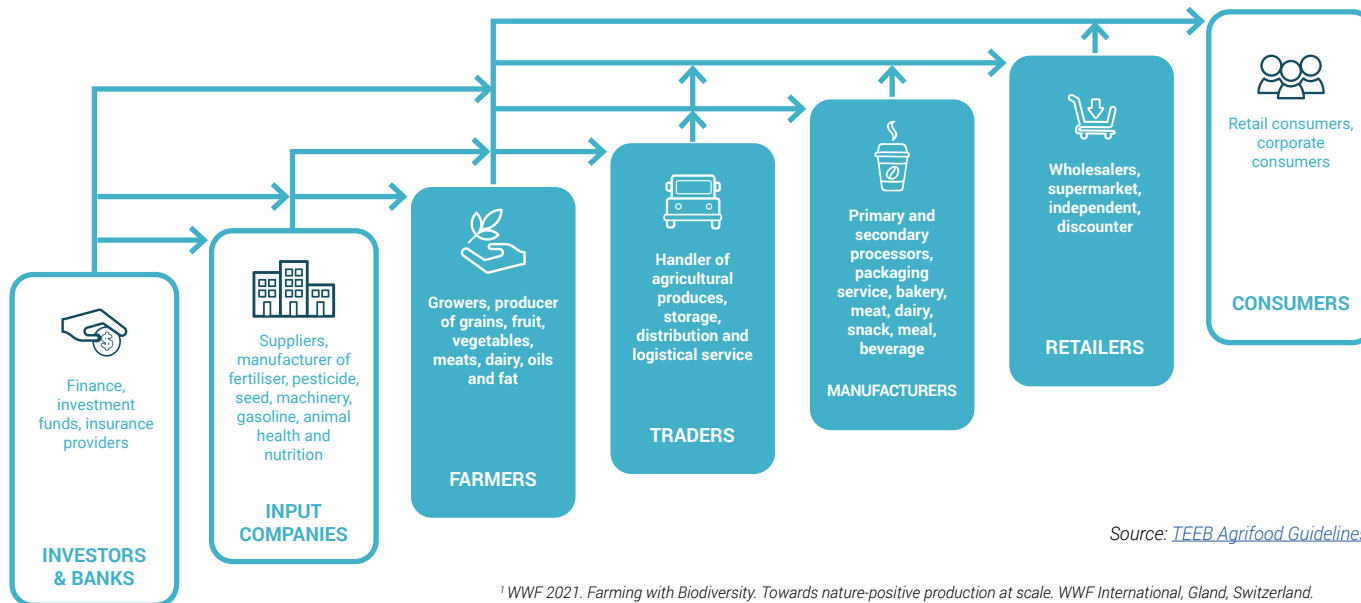 Finance,
investment
funds, insurance
providers
INVESTORS
& BANKS
Suppliers,
manufacturer of
fertiliser, pesticide,
seed, machinery,
gasoline, animal
health and
nutrition
INPUT
COMPANIES
Growers, producer
of grains, fruit,
vegetables,
meats, dairy, oils
and fat
FARMERS
Handler of
agricultural
produces,
storage,
distribution and
logistical service
TRADERS
Primary and
secondary
processors,
packaging
service, bakery,
meat, dairy,
snack, meal,
beverage
MANUFACTURERS
Wholesalers,
supermarket,
independent,
discounter
RETAILERS
Retail consumers,
corporate
consumers
CONSUMERS
Source: TEEB Agrifood Guidelines
¹ WWF 2021. Farming with Biodiversity. Towards nature-positive production at scale. WWF International, Gland, Switzerland.